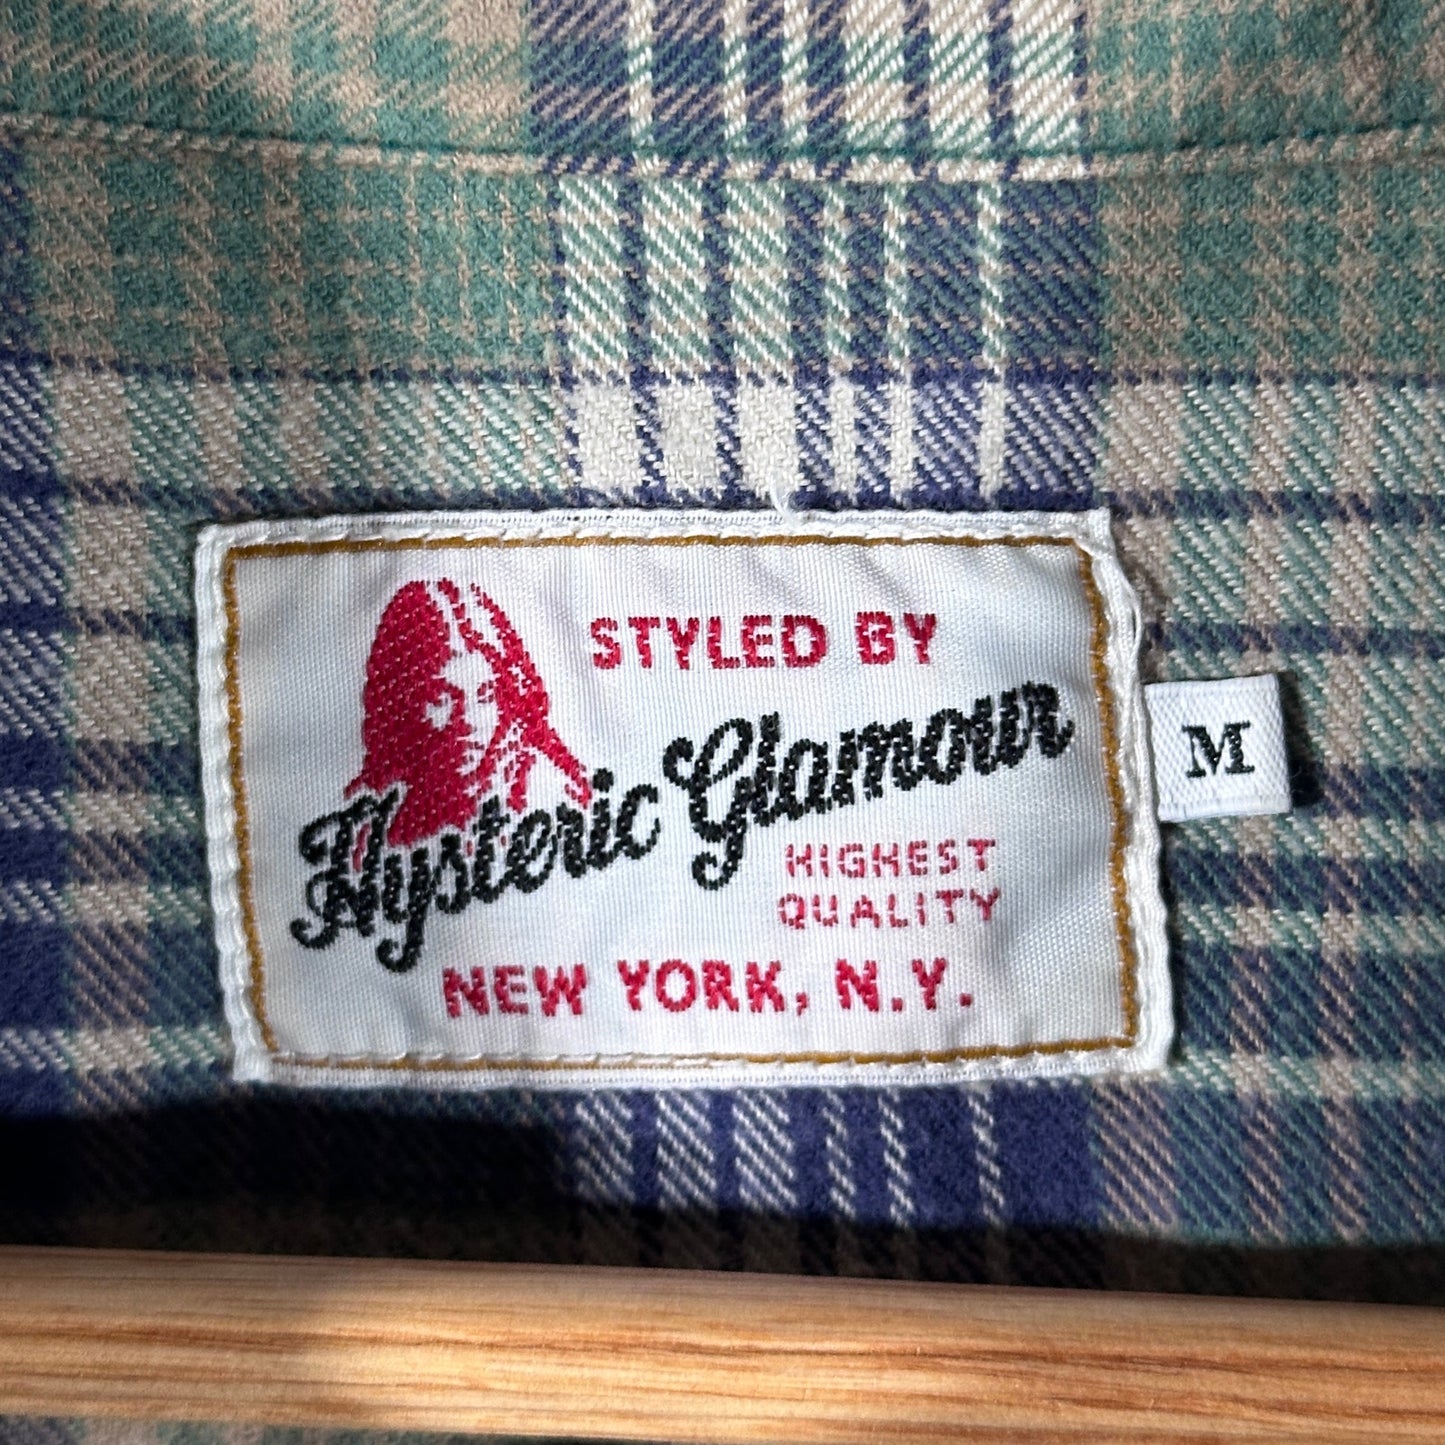 STYLED BY
Hysteric Glamour
HIGHEST
QUALITY
NEW YORK, N.Y.
M